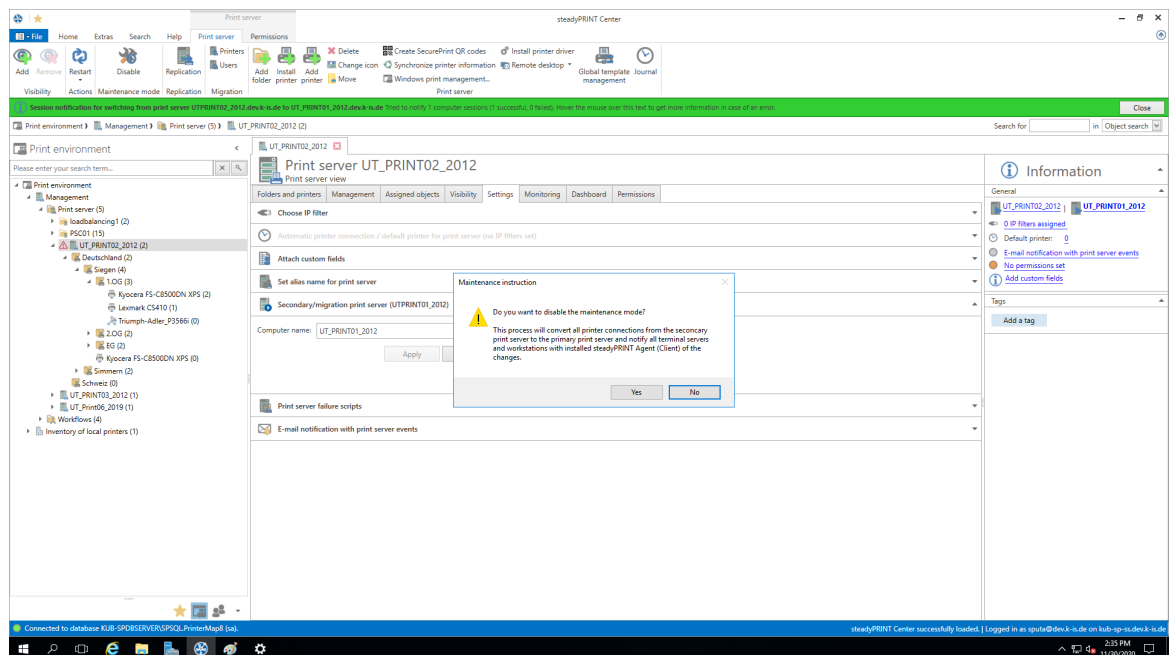 Print server
steadyPRINT Center
File Home Extras Search Help Print server Permissions
Add Remove Restart Disable Replication Printers Users
Add folder Install printer Add printer Delete Change icon Move Create SecurePrint QR codes Synchronize printer information Windows print management... Install printer driver Remote desktop Global template management Journal
Visibility Actions Maintenance mode Replication Migration Print server
Session notification for switching from print server UTPRINT02_2012.dev.k-is.de to UT_PRINT01_2012.dev.k-is.de Tried to notify 1 computer sessions (1 successful, 0 failed). Hover the mouse over this text to get more information in case of an error. Close
Print environment Management Print server (5) UT_PRINT02_2012 (2) Search for in Object search
Print environment
Please enter your search term...
Print environment
Management
Print server (5)
loadbalancing1 (2)
PSC01 (15)
UT_PRINT02_2012 (2)
Deutschland (2)
Siegen (4)
1.OG (3)
Kyocera FS-C8500DN XPS (2)
Lexmark CS410 (1)
Triumph-Adler_P3566i (0)
2.OG (2)
EG (2)
Kyocera FS-C8500DN XPS (0)
Simmern (2)
Schweiz (0)
UT_PRINT03_2012 (1)
UT_Print06_2019 (1)
Workflows (4)
Inventory of local printers (1)
UT_PRINT02_2012
Print server UT_PRINT02_2012
Print server view
Folders and printers Management Assigned objects Visibility Settings Monitoring Dashboard Permissions
Choose IP filter
Automatic printer connection / default printer for print server (no IP filters set)
Attach custom fields
Set alias name for print server
Secondary/migration print server (UTPRINT01_2012)
Computer name: UT_PRINT01_2012
Apply
Print server failure scripts
E-mail notification with print server events
Maintenance instruction
Do you want to disable the maintenance mode?
This process will convert all printer connections from the seconcary
print server to the primary print server and notify all terminal servers
and workstations with installed steadyPRINT Agent (Client) of the
changes.
Yes No
Information
General
UT_PRINT02_2012 | UT_PRINT01_2012
0 IP filters assigned
Default printer: 0
E-mail notification with print server events
No permissions set
Add custom fields
Tags
Add a tag
Connected to database KUB-SPDBSERVER\SPSQL.PrinterMap8 (sa). steadyPRINT Center successfully loaded. | Logged in as sputa@dev.k-is.de on kub-sp-ss.dev.k-is.de
2:35 PM
11/30/2020